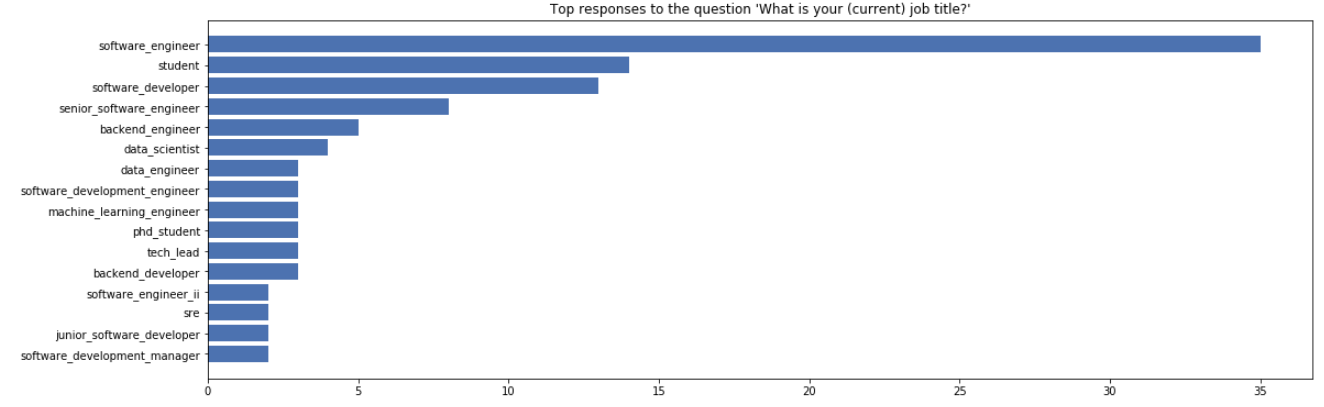 Top responses to the question 'What is your (current) job title?'
software_engineer
student
software_developer
senior_software_engineer
backend_engineer
data_scientist
data_engineer
software_development_engineer
machine_learning_engineer
phd_student
tech_lead
backend_developer
software_engineer_ii
sre
junior_software_developer
software_development_manager
0 5 10 15 20 25 30 35